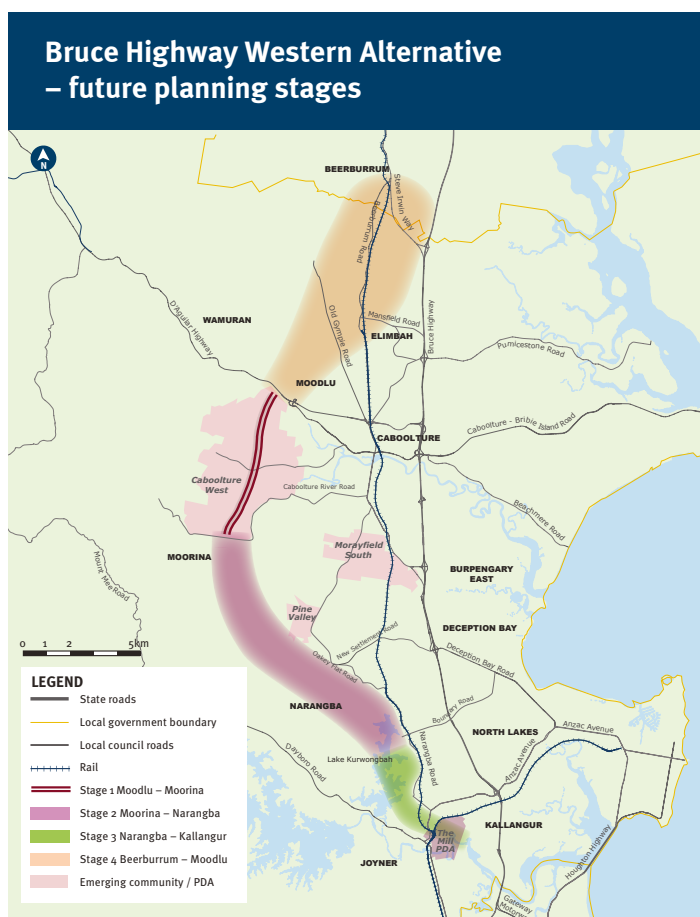 Bruce Highway Western Alternative
– future planning stages
N
BEERBURRUM
Steve Irwin Way
Beerburrum Road
D'Aguilar Highway
WAMURAN
Old Gympie Road
Mansfield Road
ELIMBAH
Bruce Highway
Pumicestone Road
MOODLU
Caboolture - Bribie Island Road
CABOOLTURE
Caboolture
West
Caboolture River Road
Beachmere Road
Morayfield
South
MOORINA
Mount Mee Road
BURPENGARY
EAST
Pine
Valley
New Settlement Road
DECEPTION BAY
0 1 2 5km
Oakey Flat Road
Deception Bay Road
LEGEND
State roads
Local government boundary
Local council roads
Rail
Stage 1 Moodlu – Moorina
Stage 2 Moorina – Narangba
Stage 3 Narangba – Kallangur
Stage 4 Beerburrum – Moodlu
Emerging community / PDA
NARANGBA
Boundary Road
Anzac Avenue
NORTH LAKES
Narangba Road
Anzac Avenue
Dayboro Road
Lake Kurwongbah
KALLANGUR
The
Mill
PDA
Houghton Highway
JOYNER
Gateway
Motorway